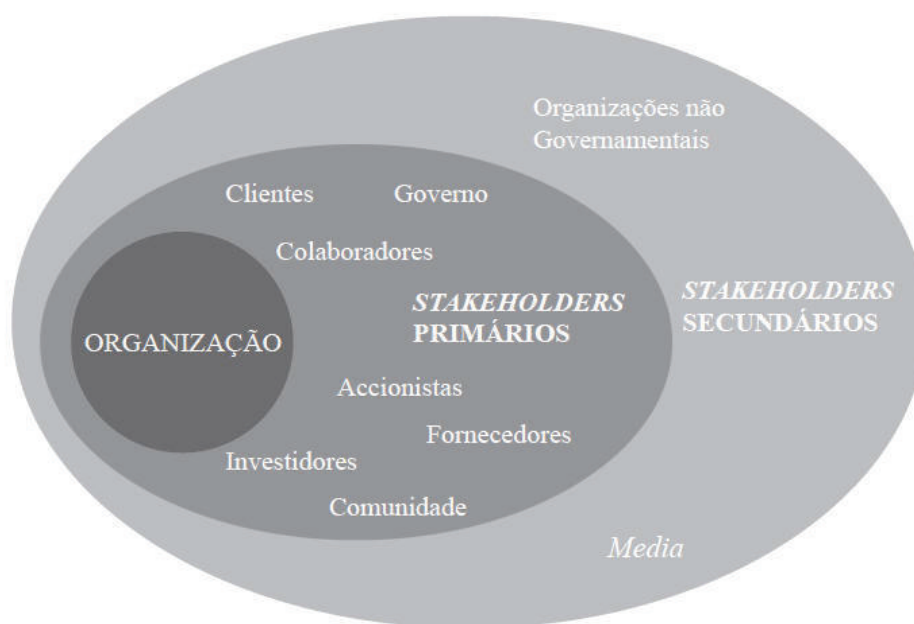 Organizações não
Governamentais
Clientes
Governo
Colaboradores
STAKEHOLDERS
PRIMÁRIOS
STAKEHOLDERS
SECUNDÁRIOS
ORGANIZAÇÃO
Accionistas
Fornecedores
Investidores
Comunidade
Media